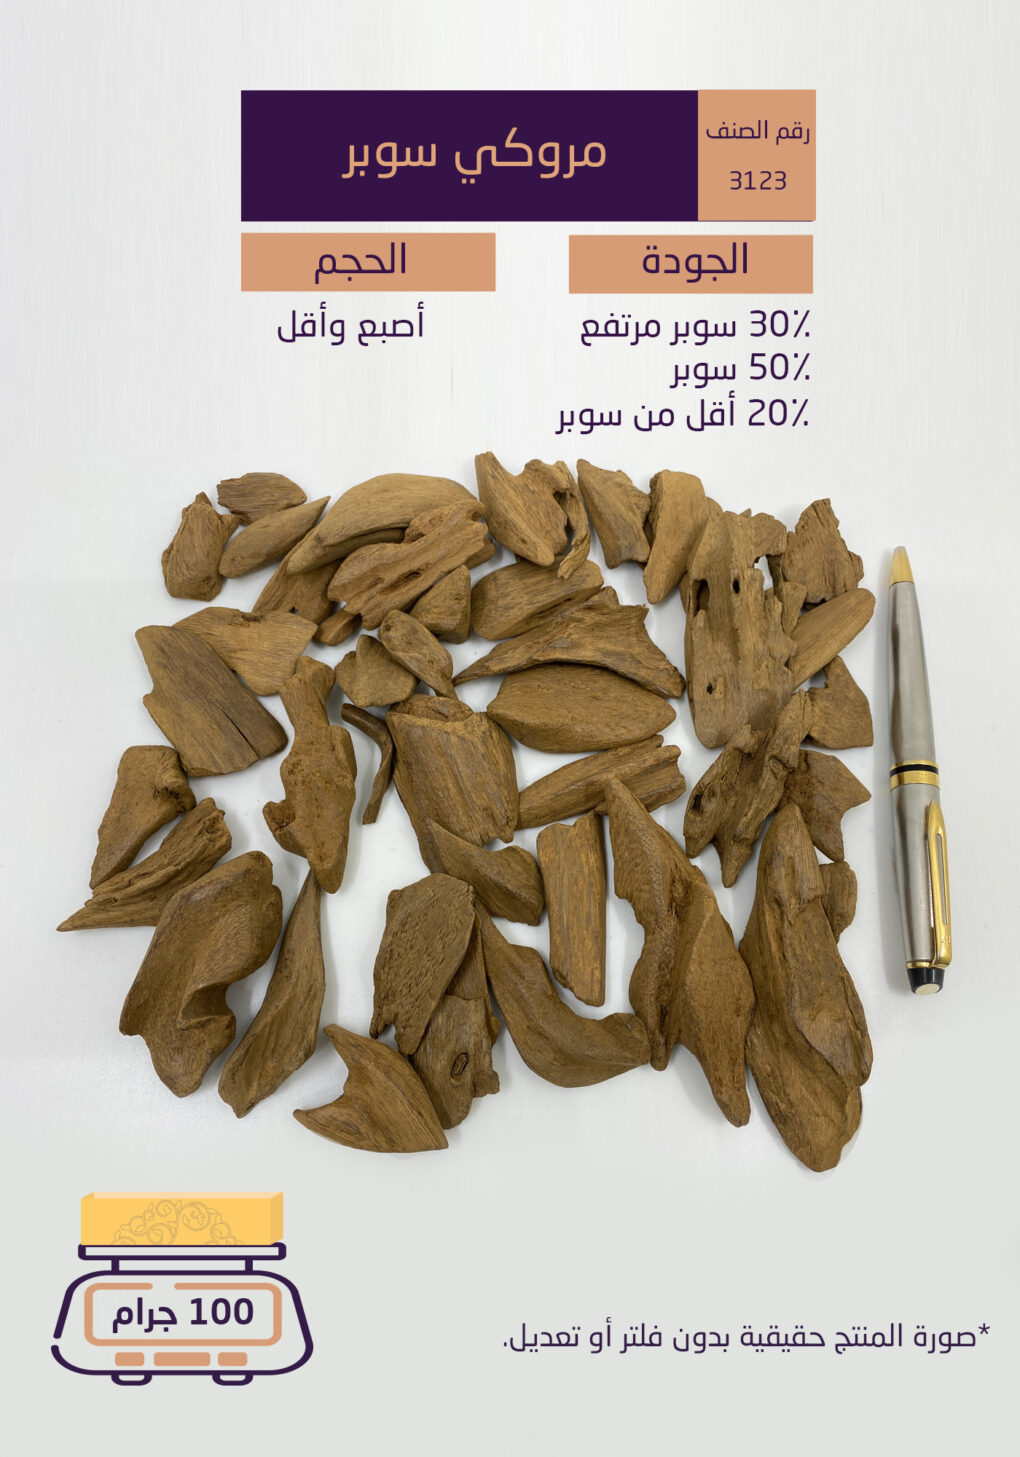 رقم الصنف
3123
مروكي سوبر
الجودة
30٪ سوبر مرتفع
50٪ سوبر
20٪ أقل من سوبر
الحجم
أصبع وأقل
100 جرام
*صورة المنتج حقيقية بدون فلتر أو تعديل.